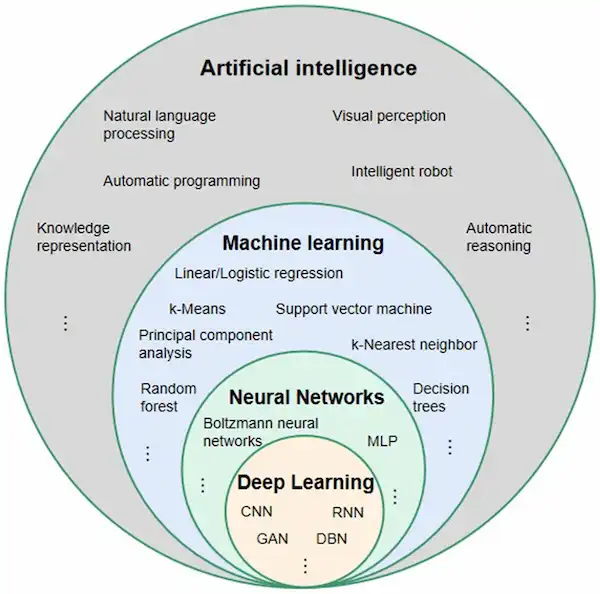 Artificial intelligence
Natural language
processing
Visual perception
Automatic programming
Intelligent robot
Knowledge
representation
Automatic
reasoning
⋮
⋮
Machine learning
Linear/Logistic regression
k-Means
Support vector machine
Principal component
analysis
k-Nearest neighbor
Random
forest
Decision
trees
⋮
⋮
Neural Networks
Boltzmann neural
networks
MLP
⋮
⋮
Deep Learning
CNN
RNN
GAN
DBN
⋮